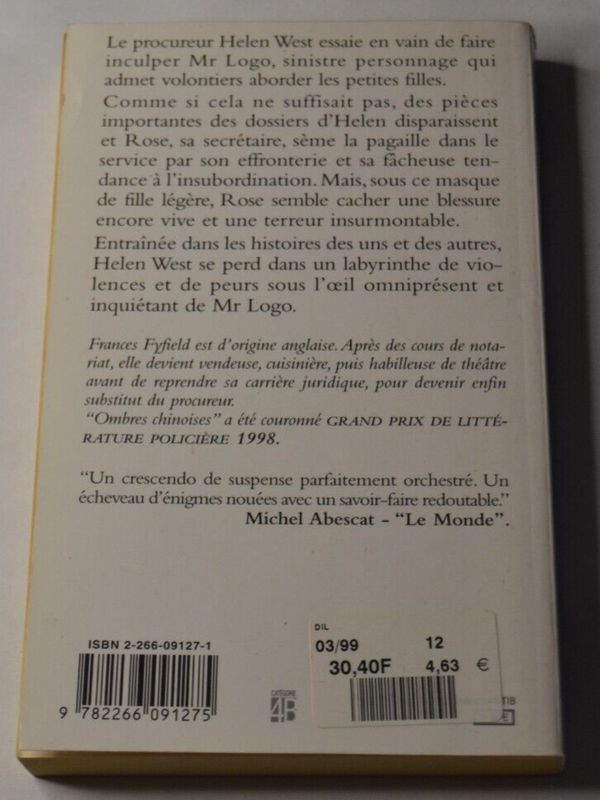 Le procureur Helen West essaie en vain de faire
inculper Mr Logo, sinistre personnage qui
admet volontiers aborder les petites filles.
Comme si cela ne suffisait pas, des pièces
importantes des dossiers d'Helen disparaissent
et Rose, sa secrétaire, sème la pagaille dans le
service par son effronterie et sa fâcheuse ten-
dance à l'insubordination. Mais, sous ce masque
de fille légère, Rose semble cacher une blessure
encore vive et une terreur insurmontable.
Entraînée dans les histoires des uns et des autres,
Helen West se perd dans un labyrinthe de vio-
lences et de peurs sous l'œil omniprésent et
inquiétant de Mr Logo.
Frances Fyfield est d'origine anglaise. Après des cours de nota-
riat, elle devient vendeuse, cuisinière, puis habilleuse de théâtre
avant de reprendre sa carrière juridique, pour devenir enfin
substitut du procureur.
"Ombres chinoises" a été couronné GRAND PRIX DE LITTÉ-
RATURE POLICIÈRE 1998.
"Un crescendo de suspense parfaitement orchestré. Un
écheveau d'énigmes nouées avec un savoir-faire redoutable."
Michel Abescat – "Le Monde".
ISBN 2-266-09127-1
9 782266 091275
CATÉGORIE
4B
DIL
03/99 12
30,40F 4,63 €